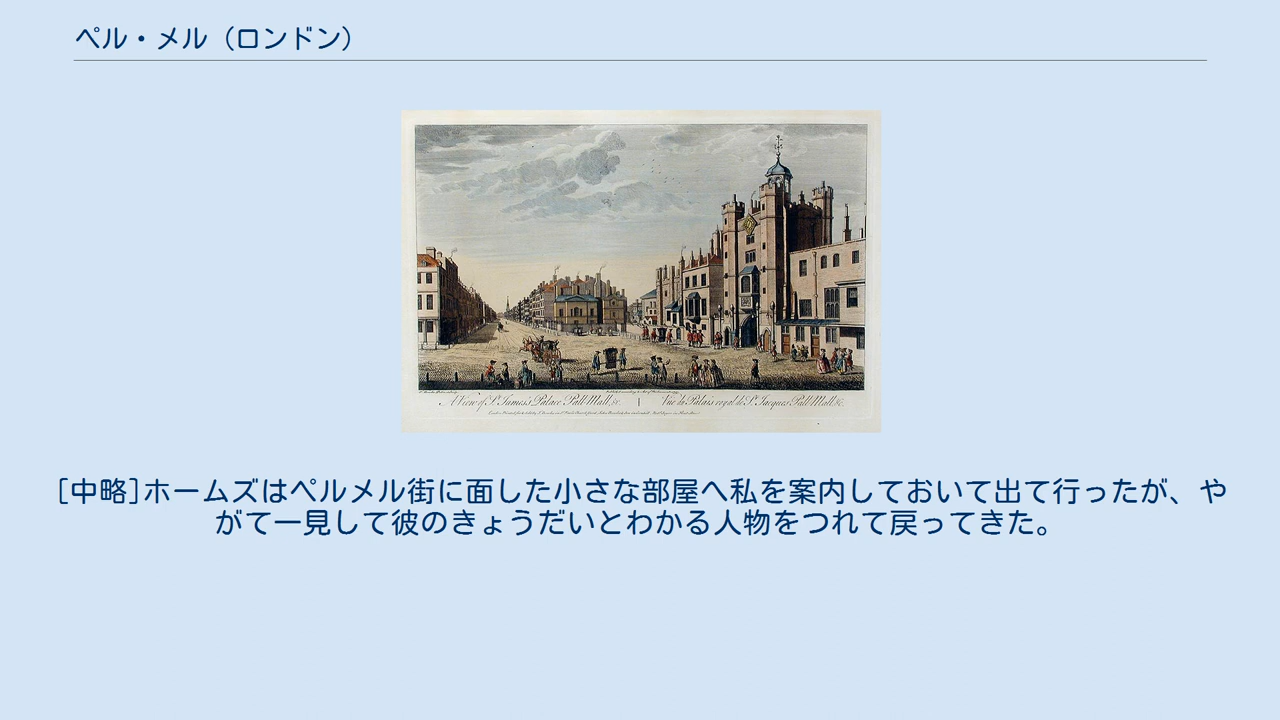 ペル・メル（ロンドン）
A View of St. James's Palace Pall Mall &c. | Vüe du Palais royal de St. Jacques Pall Mall &c.
[中略]ホームズはペルメル街に面した小さな部屋へ私を案内しておいて出て行ったが、や
がて一見して彼のきょうだいとわかる人物をつれて戻ってきた。